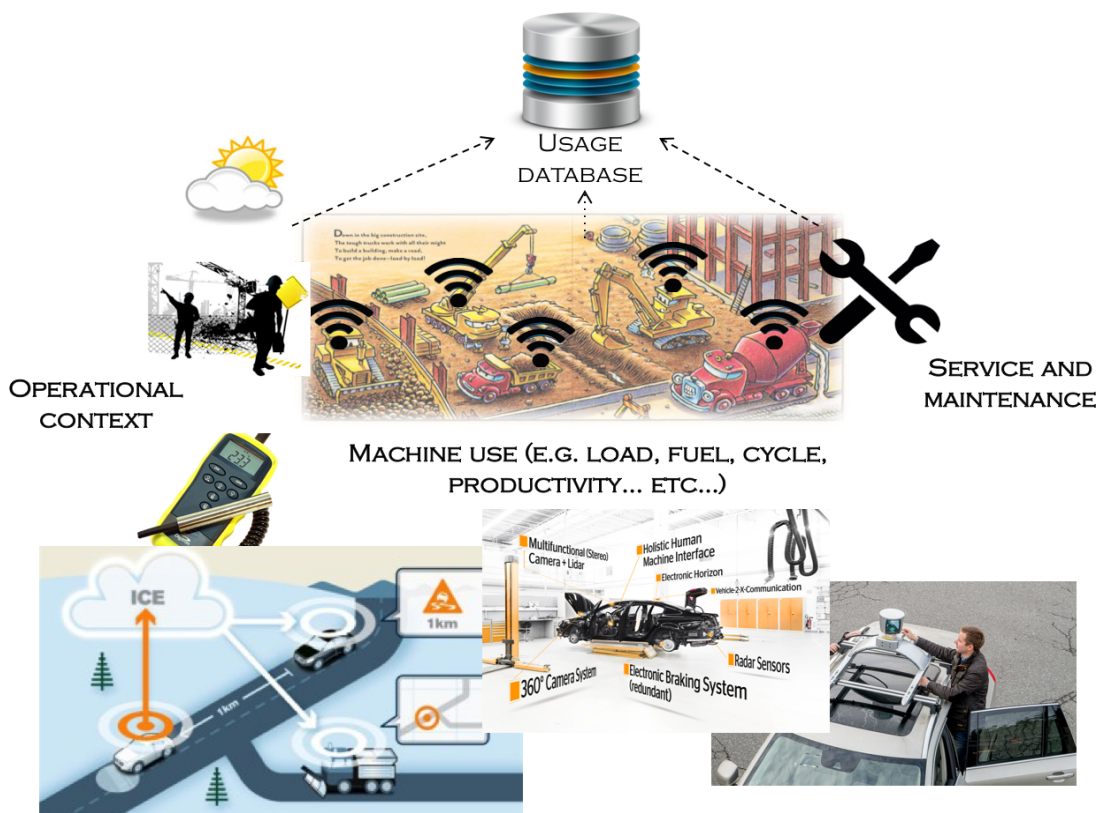 Usage
database
Down in the big construction site,
The tough trucks work with all their might
To build a building, make a road,
To get the job done—load by load!
Operational
context
Service and
maintenance
Machine use (e.g. load, fuel, cycle,
productivity... etc...)
233
ICE
1km
1km
Multifunctional (Stereo)
Camera + Lidar
Holistic Human
Machine Interface
Electronic Horizon
Vehicle-2-X-Communication
Radar Sensors
Electronic Braking System
(redundant)
360° Camera System